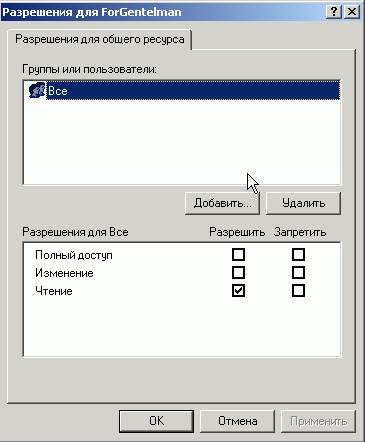 Разрешения для ForGentelman
Разрешения для общего ресурса
Группы или пользователи:
Все
Добавить...
Удалить
Разрешения для Все
Разрешить
Запретить
Полный доступ
Изменение
Чтение
OK
Отмена
Применить